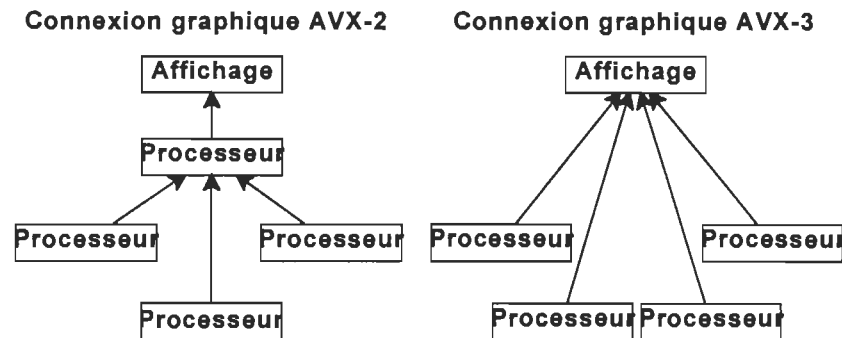 Connexion graphique AVX-2
Affichage
Processeur
Processeur
Processeur
Processeur
Connexion graphique AVX-3
Affichage
Processeur
Processeur
Processeur
Processeur